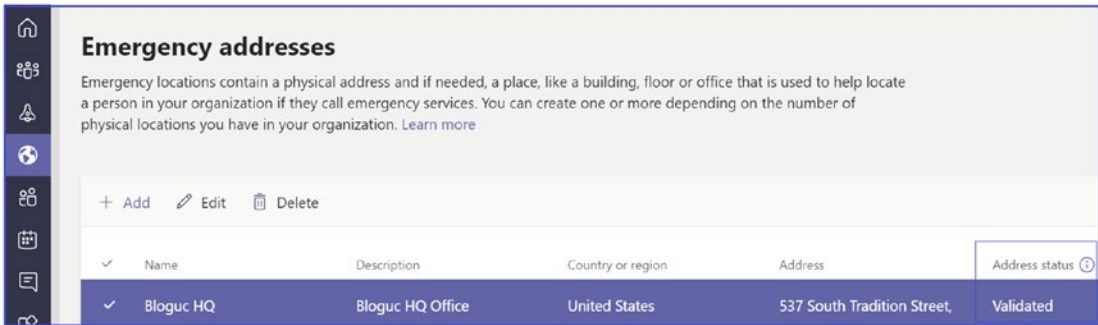 Emergency addresses
Emergency locations contain a physical address and if needed, a place, like a building, floor or office that is used to help locate
a person in your organization if they call emergency services. You can create one or more depending on the number of
physical locations you have in your organization. Learn more
Add Edit Delete
Name Description Country or region Address Address status
Bloguc HQ Bloguc HQ Office United States 537 South Tradition Street, Validated